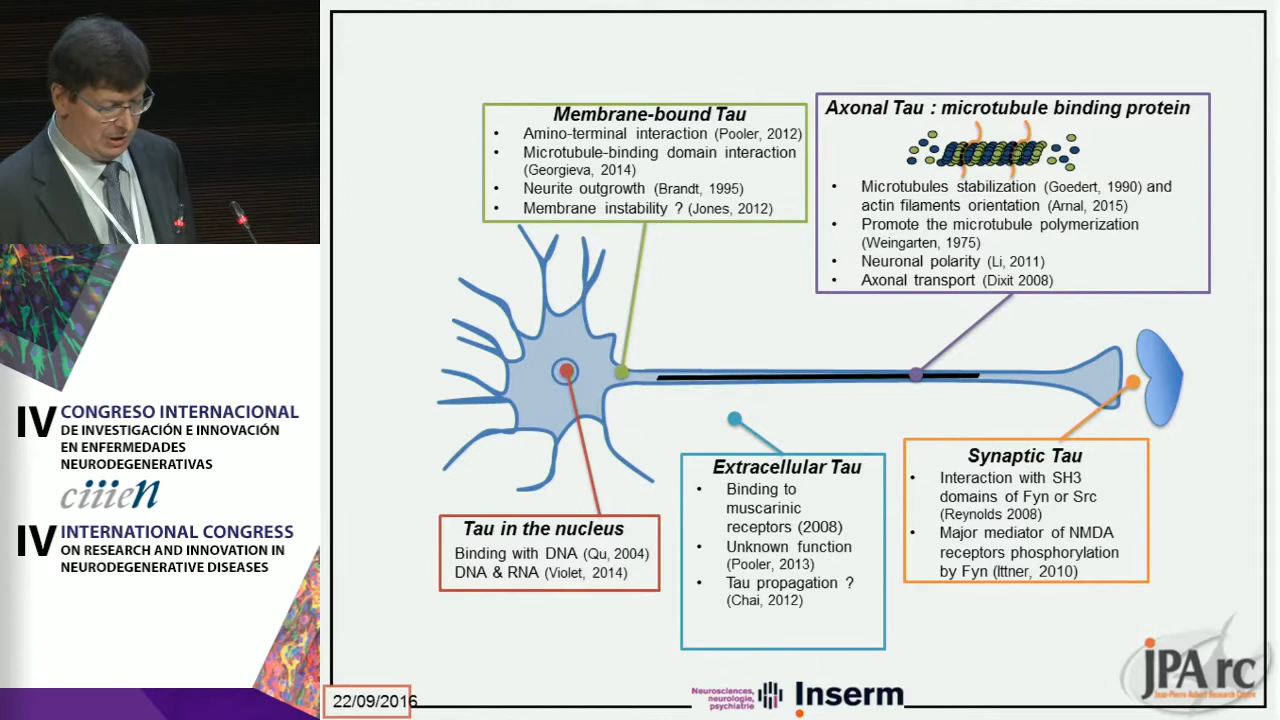 Membrane-bound Tau
• Amino-terminal interaction (Pooler, 2012)
• Microtubule-binding domain interaction
(Georgieva, 2014)
• Neurite outgrowth (Brandt, 1995)
• Membrane instability ? (Jones, 2012)
Axonal Tau : microtubule binding protein
• Microtubules stabilization (Goedert, 1990) and
actin filaments orientation (Arnal, 2015)
• Promote the microtubule polymerization
(Weingarten, 1975)
• Neuronal polarity (Li, 2011)
• Axonal transport (Dixit 2008)
Tau in the nucleus
Binding with DNA (Qu, 2004)
DNA & RNA (Violet, 2014)
Extracellular Tau
• Binding to
muscarinic
receptors (2008)
• Unknown function
(Pooler, 2013)
• Tau propagation ?
(Chai, 2012)
Synaptic Tau
• Interaction with SH3
domains of Fyn or Src
(Reynolds 2008)
• Major mediator of NMDA
receptors phosphorylation
by Fyn (Ittner, 2010)
IV CONGRESO INTERNACIONAL
DE INVESTIGACIÓN E INNOVACIÓN
EN ENFERMEDADES
NEURODEGENERATIVAS
ciiien
IV INTERNATIONAL CONGRESS
ON RESEARCH AND INNOVATION IN
NEURODEGENERATIVE DISEASES
22/09/2016
Neurosciences,
neurologie,
psychiatrie
Inserm
jPArc
Jean-Pierre Aubert Research Centre